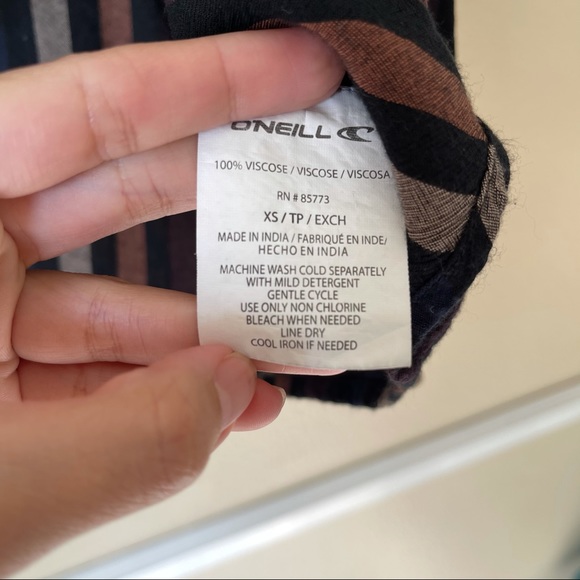 O'NEILL
100% VISCOSE / VISCOSE / VISCOSA
RN # 85773
XS / TP / EXCH
MADE IN INDIA / FABRIQUÉ EN INDE/
HECHO EN INDIA
MACHINE WASH COLD SEPARATELY
WITH MILD DETERGENT
GENTLE CYCLE
USE ONLY NON CHLORINE
BLEACH WHEN NEEDED
LINE DRY
COOL IRON IF NEEDED